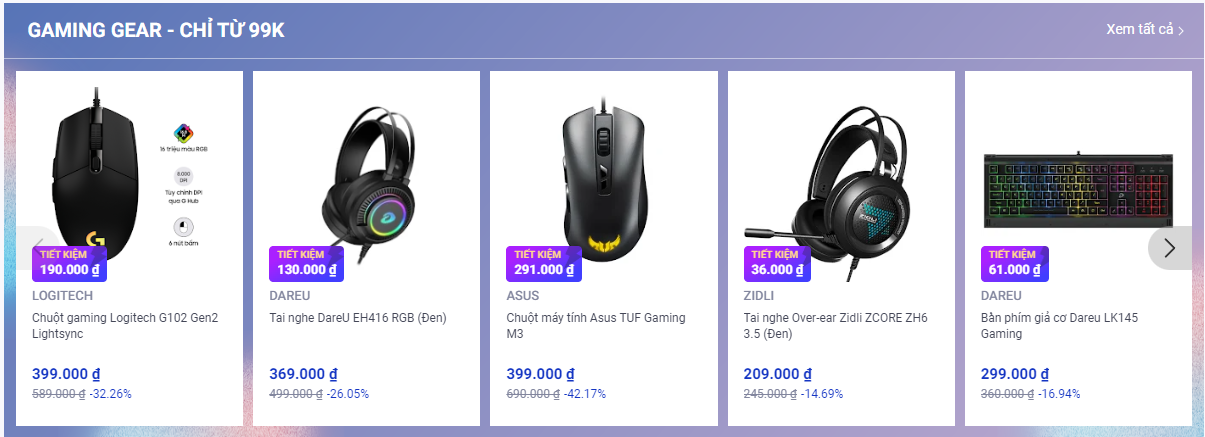 GAMING GEAR - CHỈ TỪ 99K
Xem tất cả
16 triệu màu RGB
8.000
DPI
Tùy chỉnh DPI
qua G Hub
6 nút bấm
TIẾT KIỆM
190.000 ₫
LOGITECH
Chuột gaming Logitech G102 Gen2
Lightsync
399.000 ₫
589.000 ₫ -32.26%
TIẾT KIỆM
130.000 ₫
DAREU
Tai nghe DareU EH416 RGB (Đen)
369.000 ₫
499.000 ₫ -26.05%
TIẾT KIỆM
291.000 ₫
ASUS
Chuột máy tính Asus TUF Gaming
M3
399.000 ₫
690.000 ₫ -42.17%
ZIDLI
TIẾT KIỆM
36.000 ₫
ZIDLI
Tai nghe Over-ear Zidli ZCORE ZH6
3.5 (Đen)
209.000 ₫
245.000 ₫ -14.69%
TIẾT KIỆM
61.000 ₫
DAREU
Bàn phím giả cơ Dareu LK145
Gaming
299.000 ₫
360.000 ₫ -16.94%